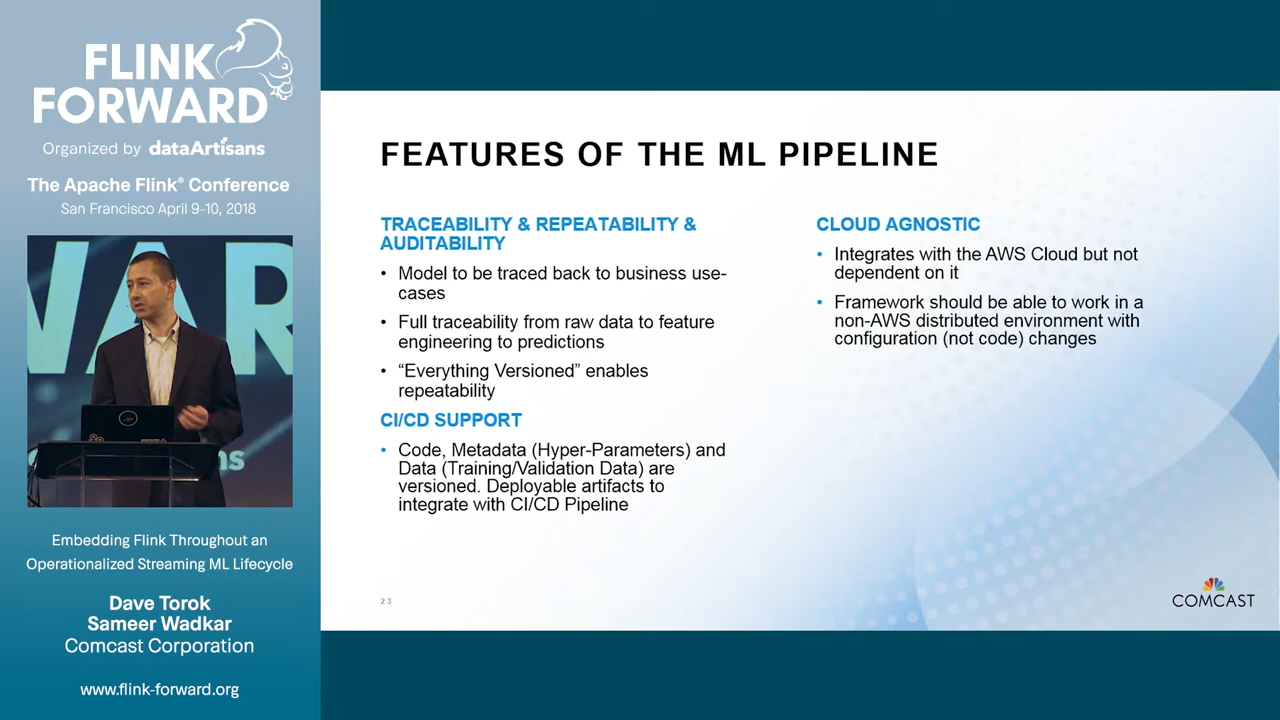 FLINK
FORWARD
Organized by dataArtisans
The Apache Flink® Conference
San Francisco April 9-10, 2018
WAR
ns
Embedding Flink Throughout an
Operationalized Streaming ML Lifecycle
Dave Torok
Sameer Wadkar
Comcast Corporation
www.flink-forward.org
FEATURES OF THE ML PIPELINE
TRACEABILITY & REPEATABILITY &
AUDITABILITY
• Model to be traced back to business use-
cases
• Full traceability from raw data to feature
engineering to predictions
• “Everything Versioned” enables
repeatability
CI/CD SUPPORT
• Code, Metadata (Hyper-Parameters) and
Data (Training/Validation Data) are
versioned. Deployable artifacts to
integrate with CI/CD Pipeline
CLOUD AGNOSTIC
• Integrates with the AWS Cloud but not
dependent on it
• Framework should be able to work in a
non-AWS distributed environment with
configuration (not code) changes
23
COMCAST